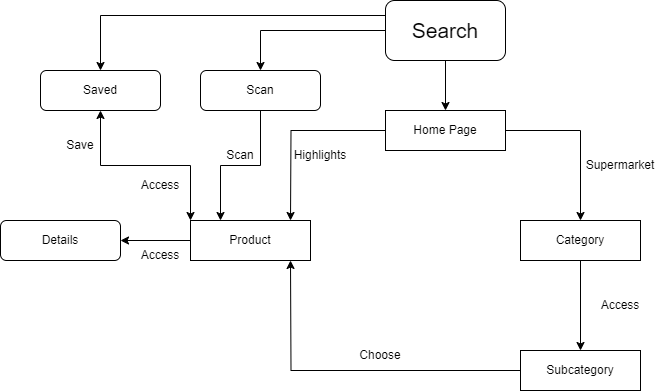 Search
Saved
Scan
Home Page
Save
Scan
Highlights
Supermarket
Access
Details
Access
Product
Category
Access
Choose
Subcategory